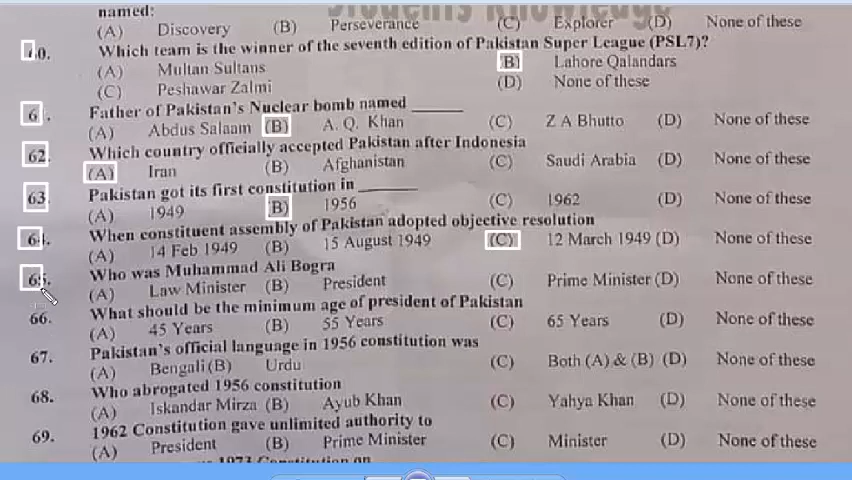 Students Knowledge
named:
(A) Discovery (B) Perseverance (C) Explorer (D) None of these
60. Which team is the winner of the seventh edition of Pakistan Super League (PSL7)?
(A) Multan Sultans (B) Lahore Qalandars
(C) Peshawar Zalmi (D) None of these
6 . Father of Pakistan's Nuclear bomb named ______
(A) Abdus Salaam (B) A. Q. Khan (C) Z A Bhutto (D) None of these
62. Which country officially accepted Pakistan after Indonesia
(A) Iran (B) Afghanistan (C) Saudi Arabia (D) None of these
63. Pakistan got its first constitution in _______
(A) 1949 (B) 1956 (C) 1962 (D) None of these
64. When constituent assembly of Pakistan adopted objective resolution
(A) 14 Feb 1949 (B) 15 August 1949 (C) 12 March 1949 (D) None of these
65. Who was Muhammad Ali Bogra
(A) Law Minister (B) President (C) Prime Minister (D) None of these
66. What should be the minimum age of president of Pakistan
(A) 45 Years (B) 55 Years (C) 65 Years (D) None of these
67. Pakistan's official language in 1956 constitution was
(A) Bengali (B) Urdu (C) Both (A) & (B) (D) None of these
68. Who abrogated 1956 constitution
(A) Iskandar Mirza (B) Ayub Khan (C) Yahya Khan (D) None of these
69. 1962 Constitution gave unlimited authority to
(A) President (B) Prime Minister (C) Minister (D) None of these
1973 Constitution on